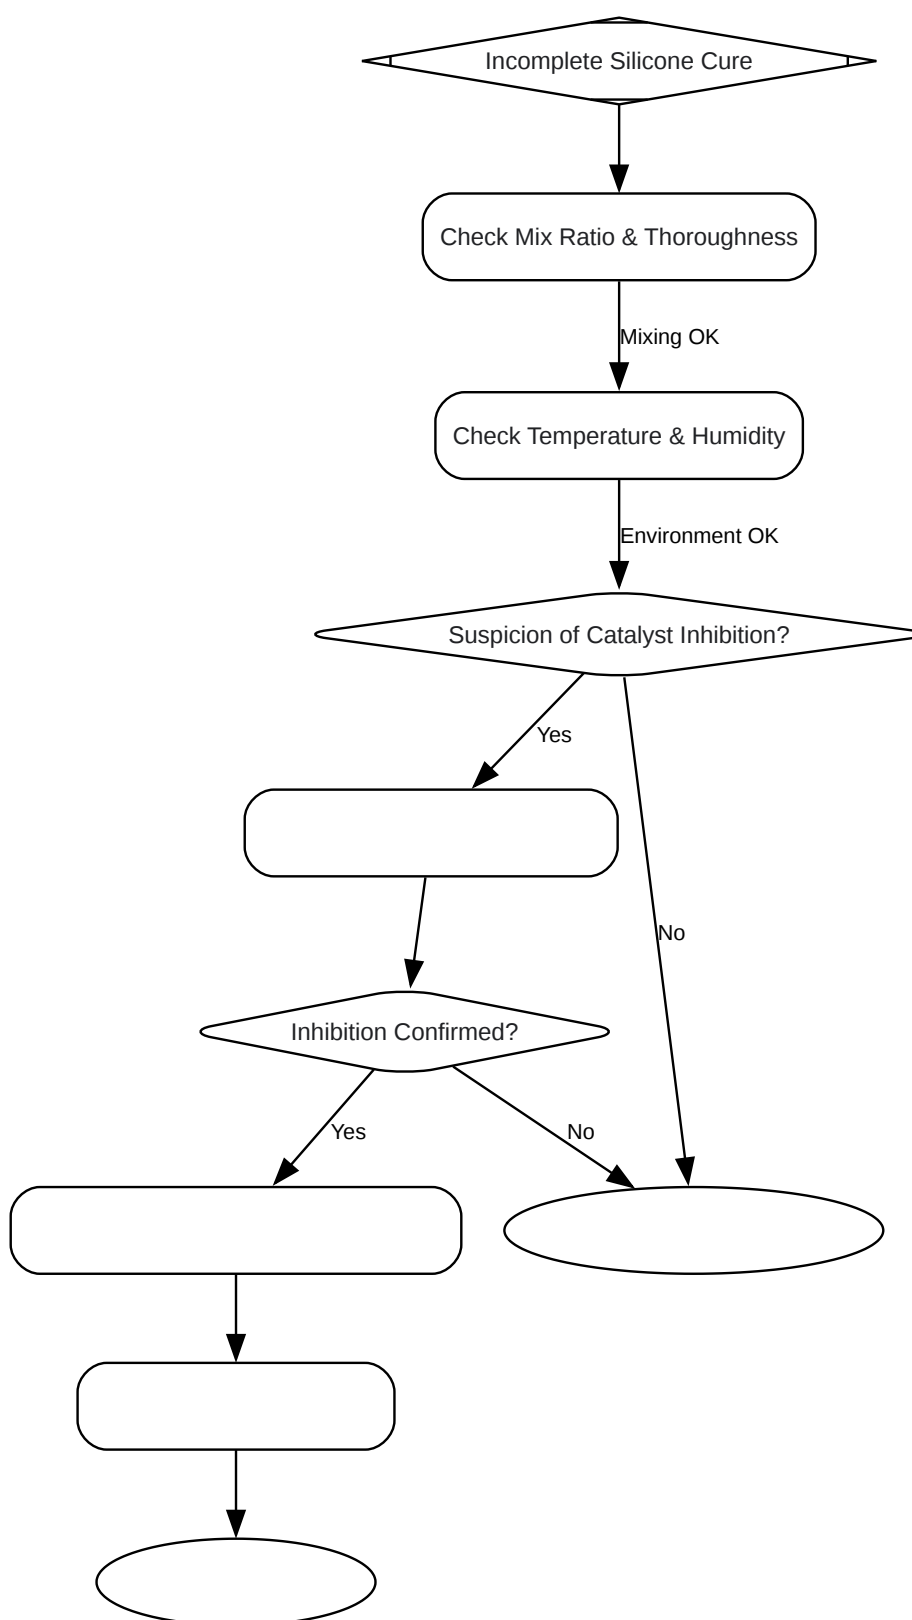 Incomplete Silicone Cure
Check Mix Ratio & Thoroughness
Mixing OK
Check Temperature & Humidity
Environment OK
Suspicion of Catalyst Inhibition?
Yes
No
Inhibition Confirmed?
Yes
No